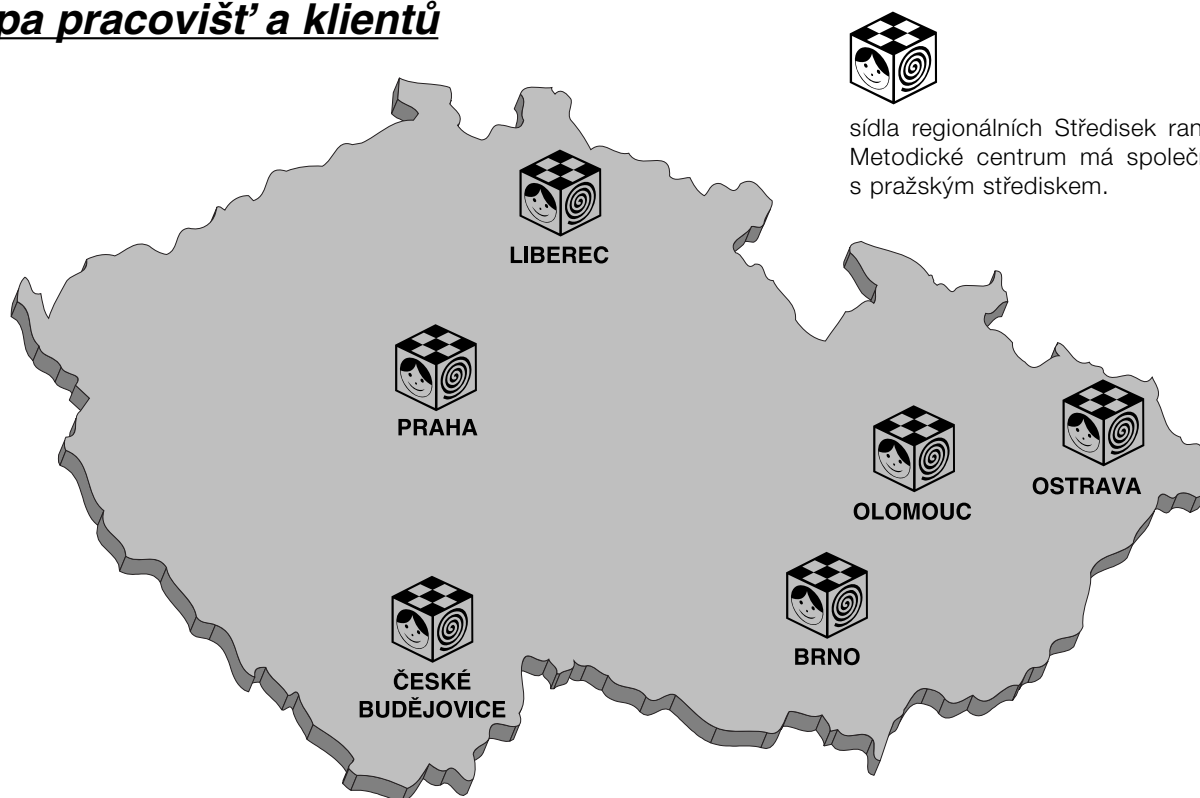 pa pracovišť a klientů
sídla regionálních Středisek ran
Metodické centrum má společ
s pražským střediskem.
LIBEREC
PRAHA
OLOMOUC
OSTRAVA
BRNO
ČESKÉ
BUDĚJOVICE